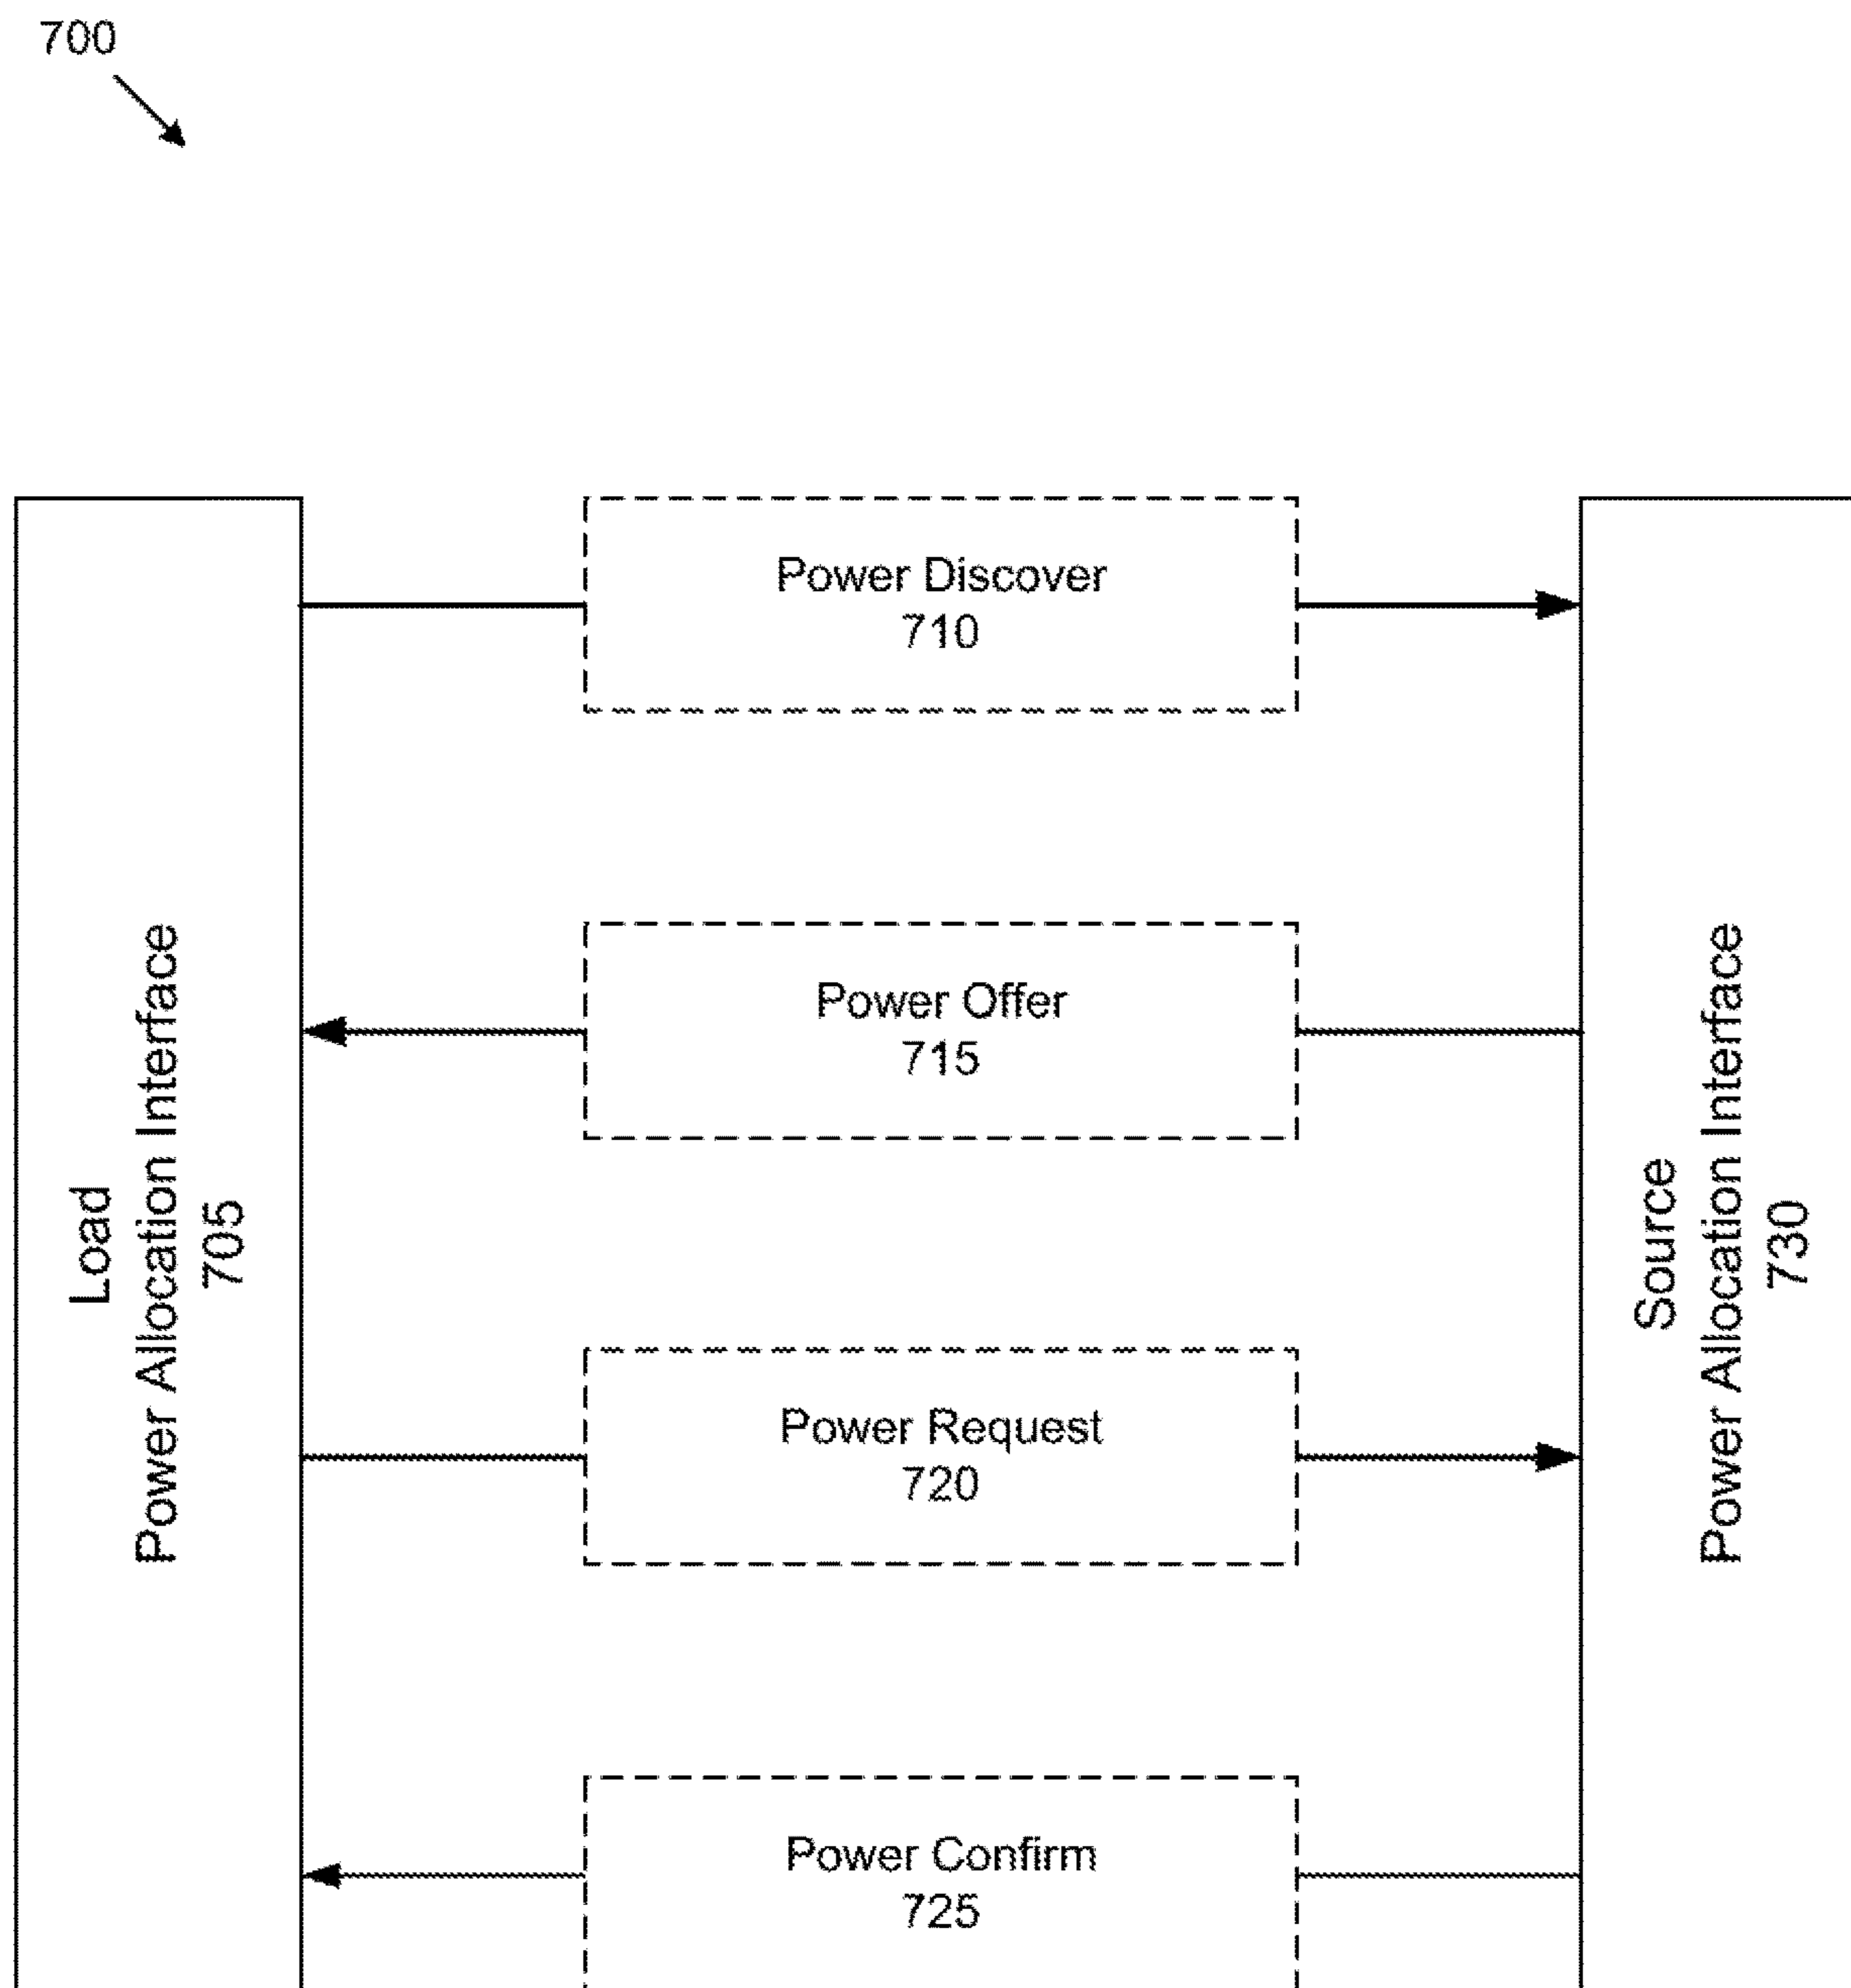 700
Load
Power Allocation Interface
705
Power Discover
710
Power Offer
715
Power Request
720
Power Confirm
725
Source
Power Allocation Interface
730